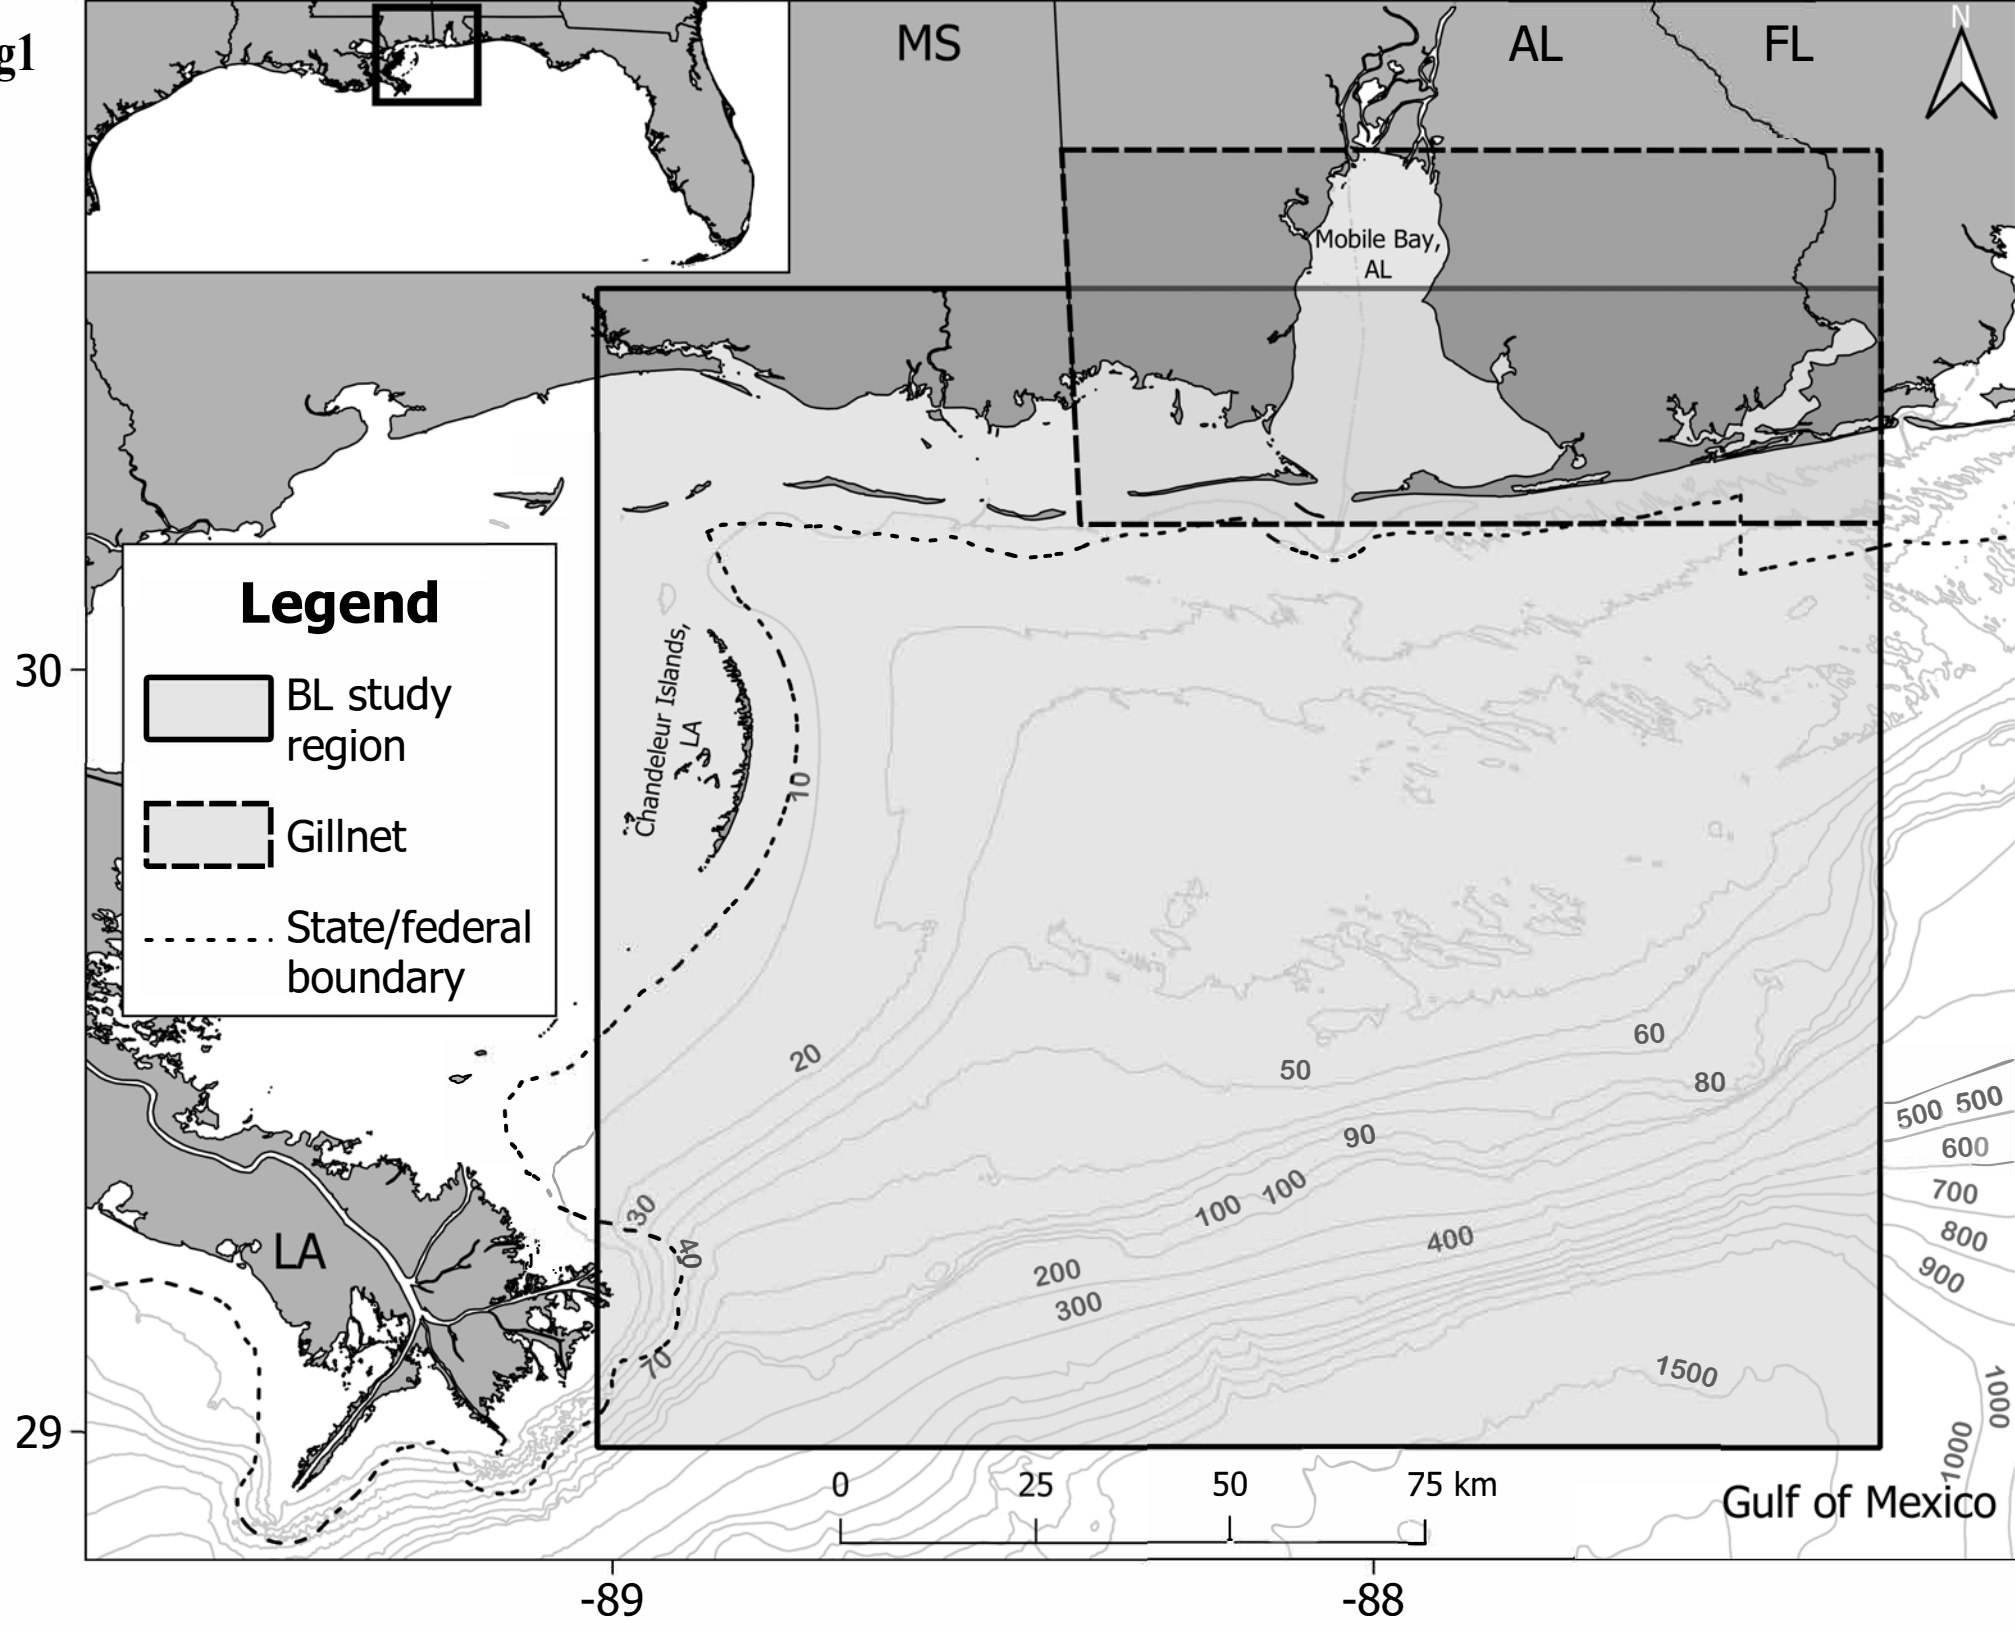 g1
MS
AL
FL
N
Mobile Bay,
AL
Legend
BL study
region
Gillnet
State/federal
boundary
Chandeleur Islands,
LA
10
20
30
40
50
60
70
80
90
100
100
200
300
400
500
500
600
700
800
900
1000
1000
1500
LA
0
25
50
75 km
Gulf of Mexico
30
29
-89
-88